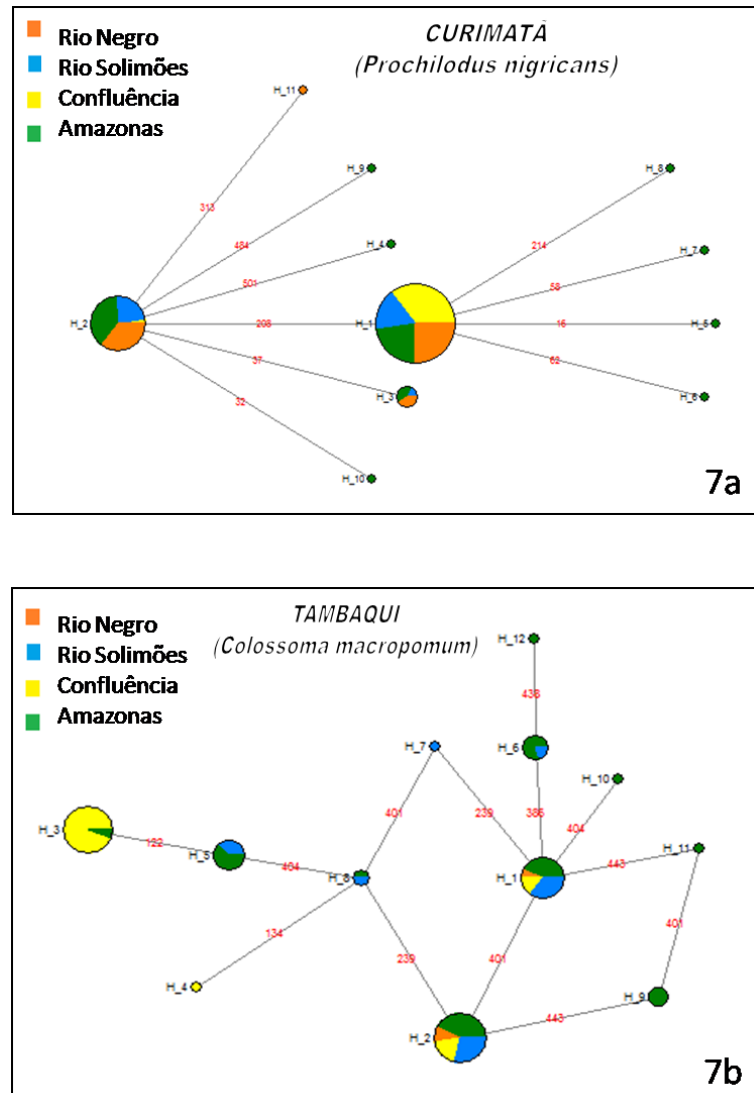 Rio Negro
Rio Solimões
Confluência
Amazonas
CURIMATÃ
(Prochilodus nigricans)
H_11
H_9
H_8
313
484
214
H_4
H_7
501
58
H_2
208
H_1
16
H_5
37
62
H_3
H_6
32
H_10
7a
Rio Negro
Rio Solimões
Confluência
Amazonas
TAMBAQUI
(Colossoma macropomum)
H_12
436
H_7
H_6
H_10
401
239
386
404
H_3
122
H_11
H_5
464
443
H_8
H_1
134
401
239
401
H_4
H_9
443
H_2
7b